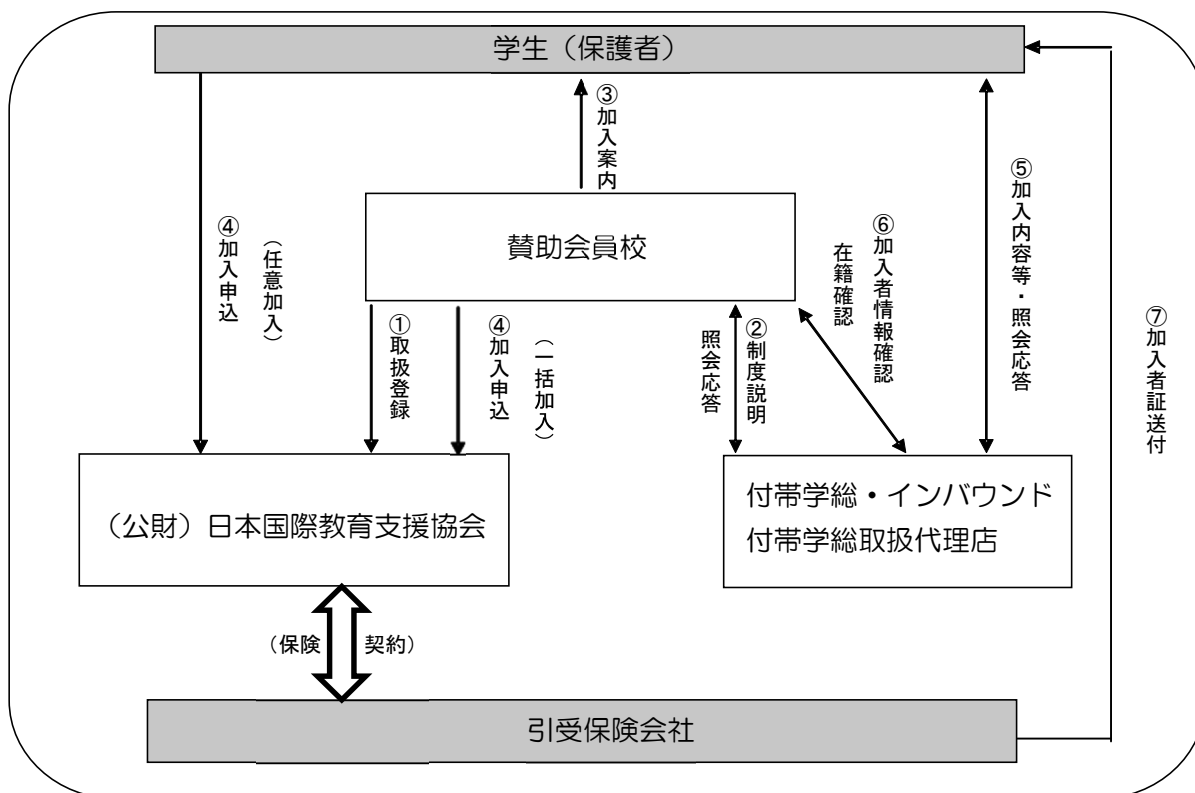 学生（保護者）
③加入案内
④加入申込
（任意加入）
賛助会員校
①取扱登録
④加入申込
（一括加入）
②制度説明
照会応答
⑥加入者情報確認
在籍確認
⑤加入内容等・照会応答
⑦加入者証送付
（公財）日本国際教育支援協会
付帯学総・インバウンド
付帯学総取扱代理店
（保険　契約）
引受保険会社